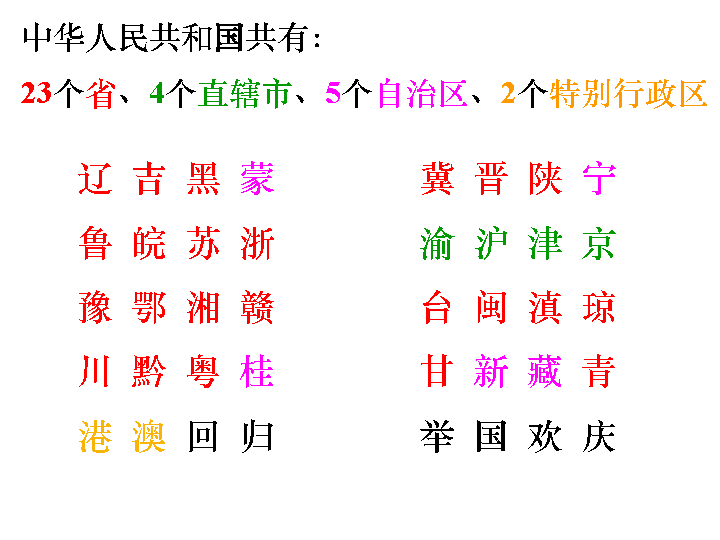 中华人民共和国共有：
23个省、4个直辖市、5个自治区、2个特别行政区
辽 吉 黑 蒙 冀 晋 陕 宁
鲁 皖 苏 浙 渝 沪 津 京
豫 鄂 湘 赣 台 闽 滇 琼
川 黔 粤 桂 甘 新 藏 青
港 澳 回 归 举 国 欢 庆